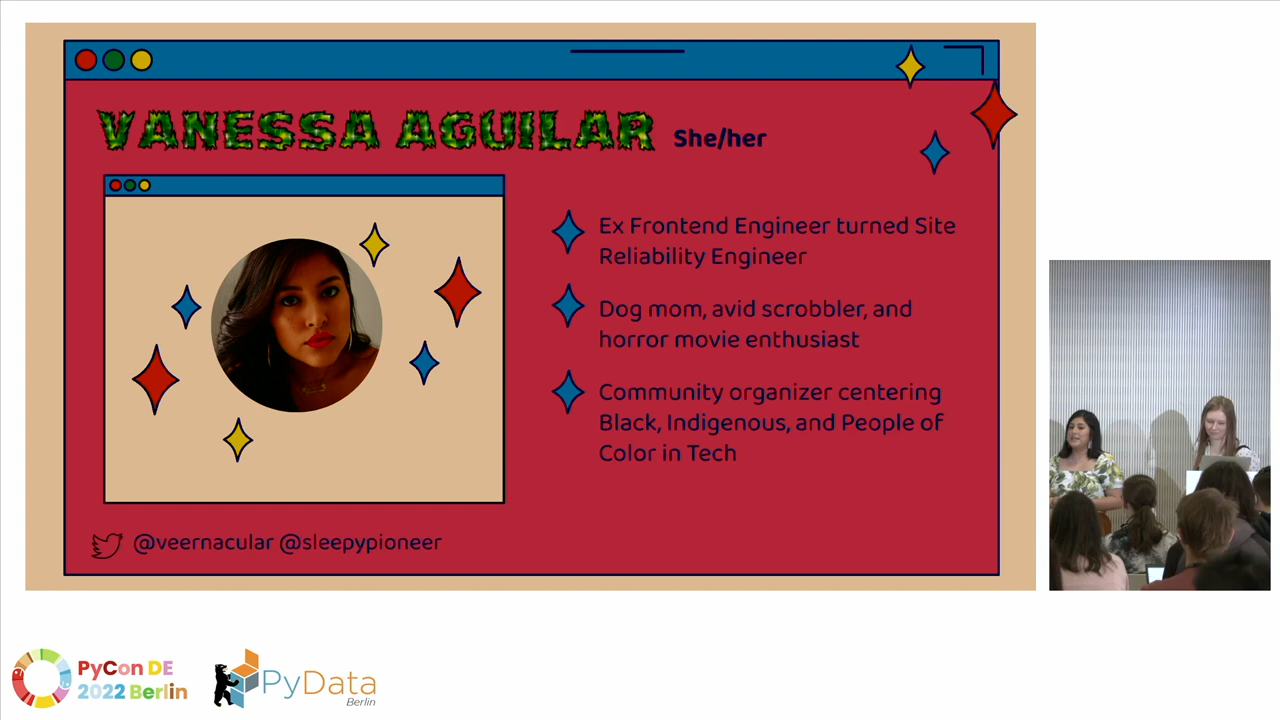 VANESSA AGUILAR She/her
Ex Frontend Engineer turned Site
Reliability Engineer
Dog mom, avid scrobbler, and
horror movie enthusiast
Community organizer centering
Black, Indigenous, and People of
Color in Tech
@veernacular @sleepypioneer
PyCon DE
2022 Berlin
PyData
Berlin